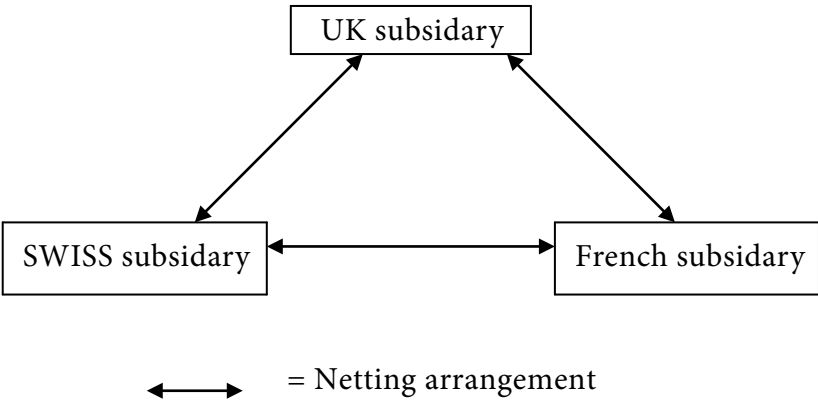 UK subsidary
SWISS subsidary
French subsidary
= Netting arrangement